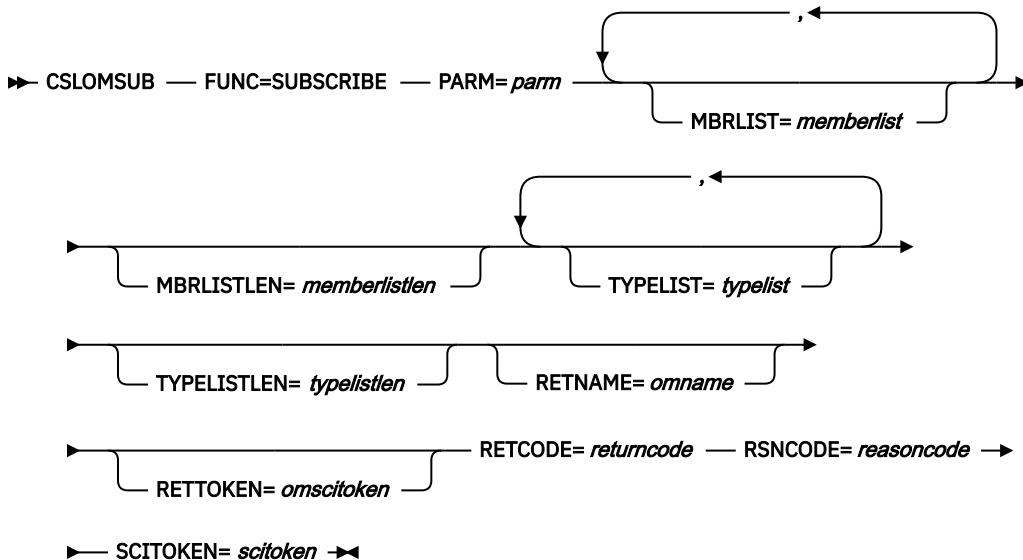 ,
CSLOMSUB FUNC=SUBSCRIBE PARM= parm
MBRLIST= memberlist
,
MBRLISTLEN= memberlistlen TYPELIST= typelist
TYPELISTLEN= typelistlen RETNAME= omname
RETCODE= returncode RSNCODE= reasoncode
RETTOKEN= omscitoken
SCITOKEN= scitoken